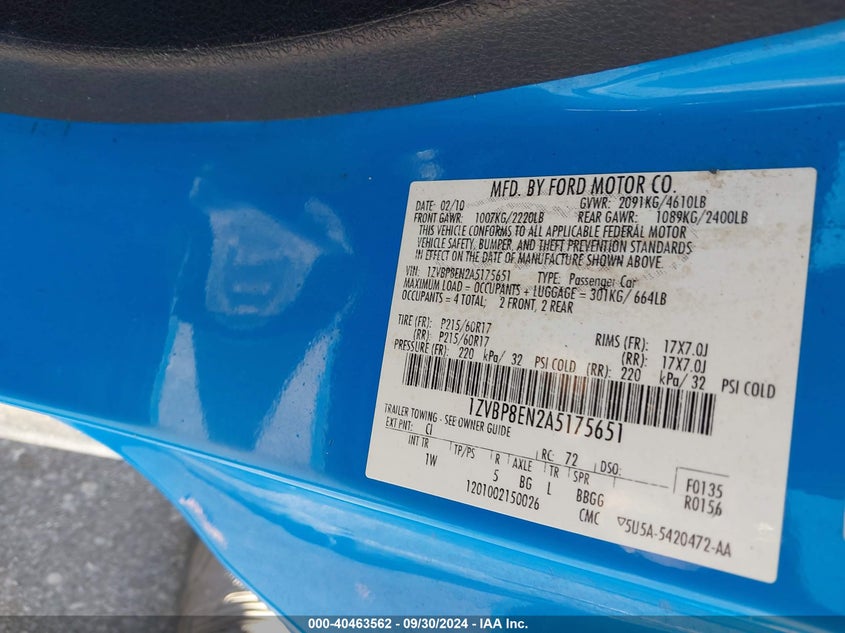 MFD. BY FORD MOTOR CO.
DATE: 02/10 GVWR: 2091KG/4610LB
FRONT GAWR: 1007KG/2220LB REAR GAWR: 1089KG/2400LB
THIS VEHICLE CONFORMS TO ALL APPLICABLE FEDERAL MOTOR
VEHICLE SAFETY, BUMPER, AND THEFT PREVENTION STANDARDS
IN EFFECT ON THE DATE OF MANUFACTURE SHOWN ABOVE.
VIN: 1ZVBP8EN2A5175651 TYPE: Passenger Car
MAXIMUM LOAD = OCCUPANTS + LUGGAGE = 301KG/ 664LB
OCCUPANTS = 4 TOTAL; 2 FRONT, 2 REAR
TIRE (FR): P215/60R17 RIMS (FR): 17X7.0J
(RR): P215/60R17 (RR): 17X7.0J
PRESSURE (FR): 220 kPa/ 32 PSI COLD (RR): 220 kPa/ 32 PSI COLD
1ZVBP8EN2A5175651
TRAILER TOWING - SEE OWNER GUIDE
EXT PNT: CI RC: 72 DSO: F0135
INT TR TP/PS R AXLE TR SPR R0156
1W 5 BG L BBGG
1201002150026 CMC ▽5U5A-5420472-AA
000-40463562 - 09/30/2024 - IAA Inc.